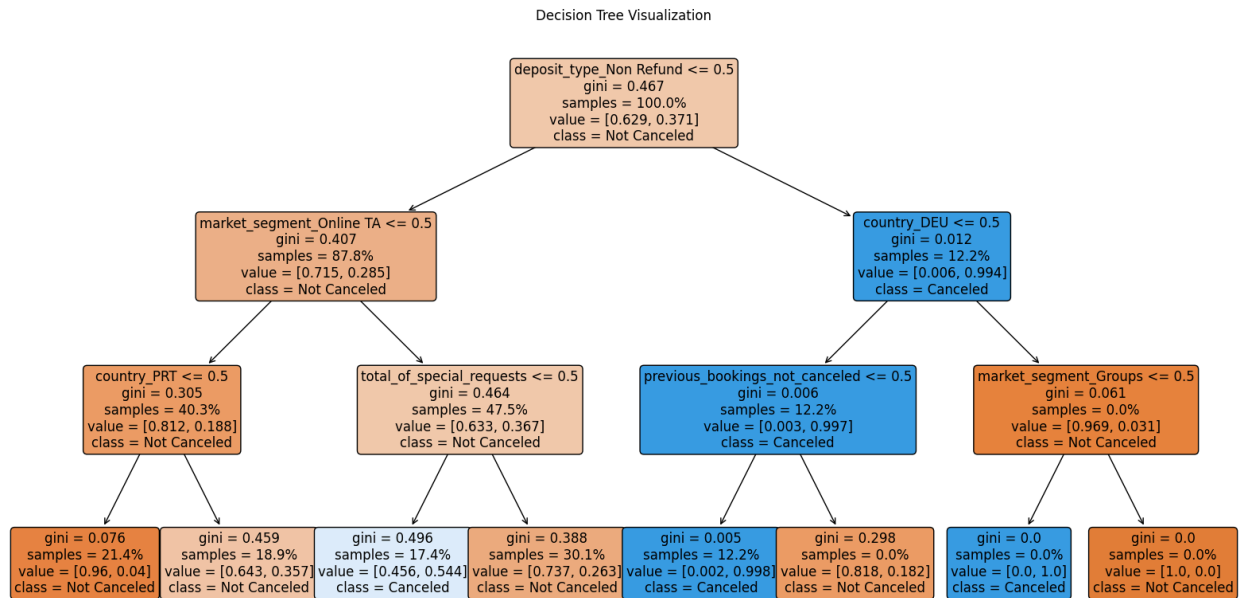 Decision Tree Visualization
deposit_type_Non Refund <= 0.5
gini = 0.467
samples = 100.0%
value = [0.629, 0.371]
class = Not Canceled
market_segment_Online TA <= 0.5
gini = 0.407
samples = 87.8%
value = [0.715, 0.285]
class = Not Canceled
country_DEU <= 0.5
gini = 0.012
samples = 12.2%
value = [0.006, 0.994]
class = Canceled
country_PRT <= 0.5
gini = 0.305
samples = 40.3%
value = [0.812, 0.188]
class = Not Canceled
total_of_special_requests <= 0.5
gini = 0.464
samples = 47.5%
value = [0.633, 0.367]
class = Not Canceled
previous_bookings_not_canceled <= 0.5
gini = 0.006
samples = 12.2%
value = [0.003, 0.997]
class = Canceled
market_segment_Groups <= 0.5
gini = 0.061
samples = 0.0%
value = [0.969, 0.031]
class = Not Canceled
gini = 0.076
samples = 21.4%
value = [0.96, 0.04]
class = Not Canceled
gini = 0.459
samples = 18.9%
value = [0.643, 0.357]
class = Not Canceled
gini = 0.496
samples = 17.4%
value = [0.456, 0.544]
class = Canceled
gini = 0.388
samples = 30.1%
value = [0.737, 0.263]
class = Not Canceled
gini = 0.005
samples = 12.2%
value = [0.002, 0.998]
class = Canceled
gini = 0.298
samples = 0.0%
value = [0.818, 0.182]
class = Not Canceled
gini = 0.0
samples = 0.0%
value = [0.0, 1.0]
class = Canceled
gini = 0.0
samples = 0.0%
value = [1.0, 0.0]
class = Not Canceled